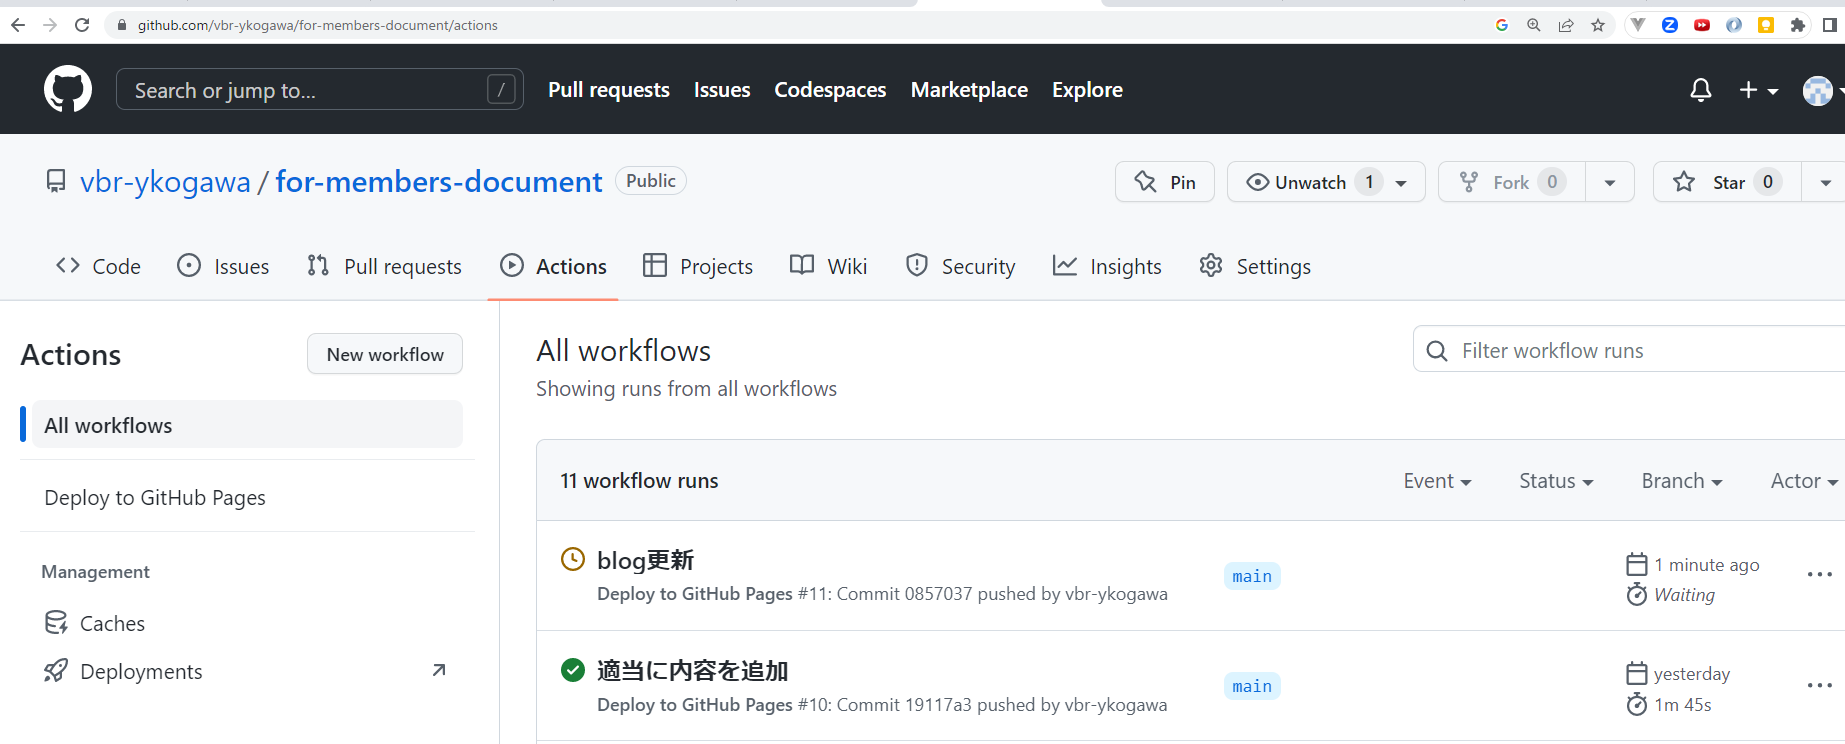 github.com/vbr-ykogawa/for-members-document/actions
Search or jump to... /
Pull requests Issues Codespaces Marketplace Explore
vbr-ykogawa / for-members-document Public
Pin Unwatch 1 Fork 0 Star 0
Code Issues Pull requests Actions Projects Wiki Security Insights Settings
Actions
New workflow
All workflows
Deploy to GitHub Pages
Management
Caches
Deployments
All workflows
Showing runs from all workflows
Filter workflow runs
11 workflow runs
Event Status Branch Actor
blog更新
Deploy to GitHub Pages #11: Commit 0857037 pushed by vbr-ykogawa
main
1 minute ago
Waiting
適当に内容を追加
Deploy to GitHub Pages #10: Commit 19117a3 pushed by vbr-ykogawa
main
yesterday
1m 45s